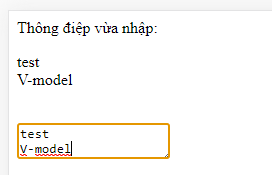 Thông điệp vừa nhập:
test
V-model
test
V-model